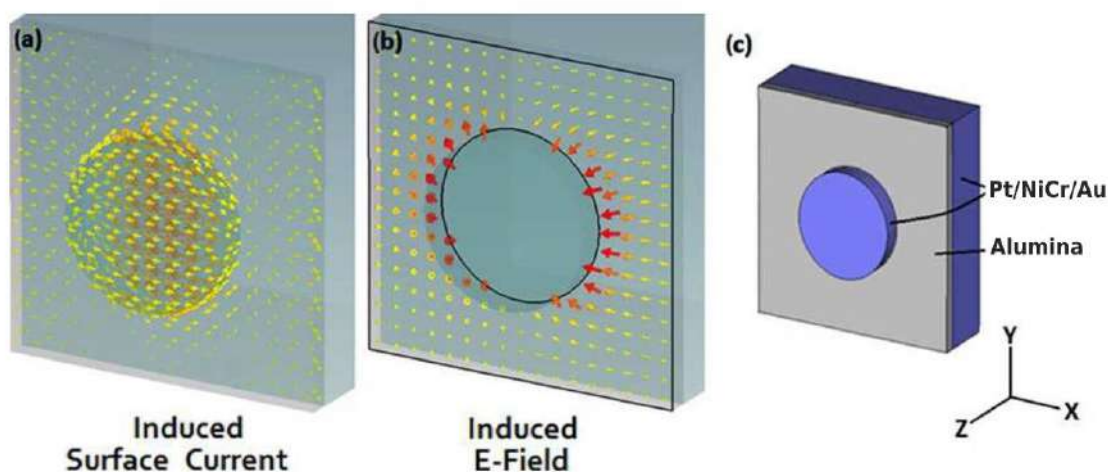 (a)
(b)
(c)
Pt/NiCr/Au
Alumina
Y
Z
X
Induced
Surface Current
Induced
E-Field